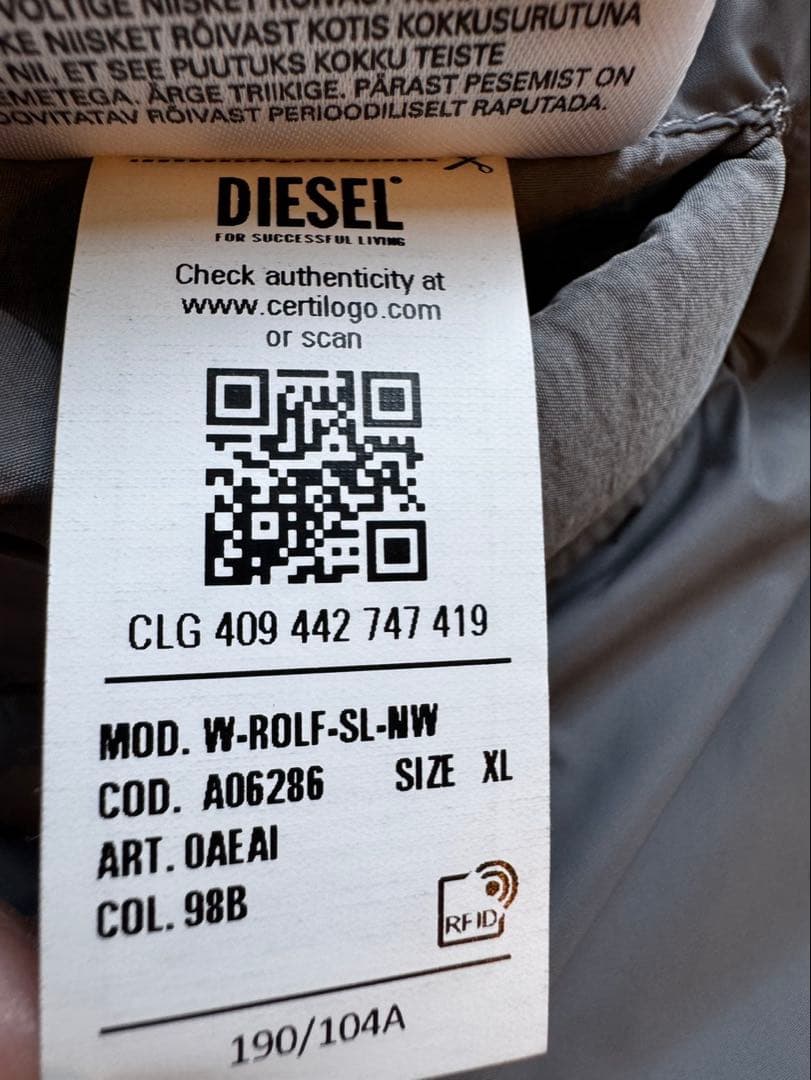 NIISKET RÕIVAST KOTIS KOKKUSURUTUNA
NII, ET SEE PUUTUKS KOKKU TEISTE
EMETEGA. ÄRGE TRIIKIGE. PÄRAST PESEMIST ON
OOVITATAV RÕIVAST PERIOODILISELT RAPUTADA.
DIESEL
FOR SUCCESSFUL LIVING
Check authenticity at
www.certilogo.com
or scan
CLG 409 442 747 419
MOD. W-ROLF-SL-NW
COD. A06286 SIZE XL
ART. 0AEAI
COL. 98B
RFID
190/104A